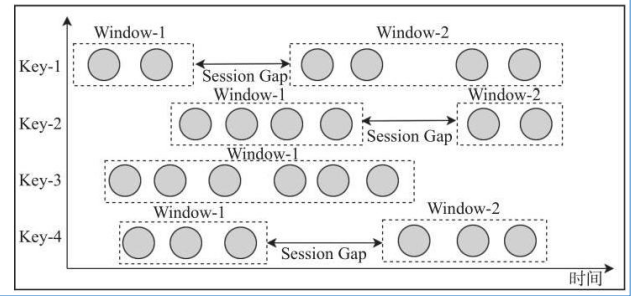 Window-1
Window-2
Key-1
Session Gap
Window-1
Window-2
Key-2
Session Gap
Window-1
Key-3
Window-1
Window-2
Key-4
Session Gap
时间